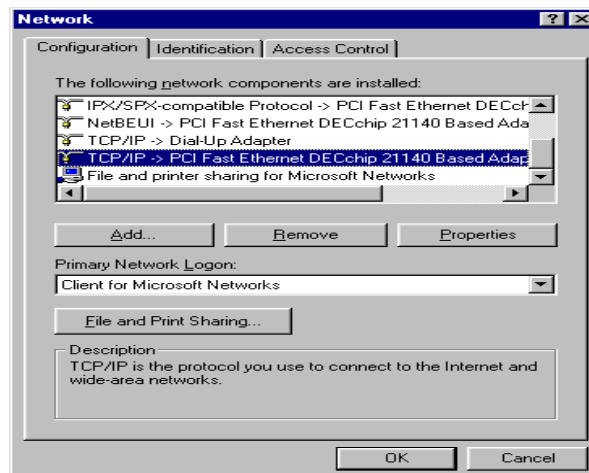 Network
Configuration
Identification
Access Control
The following network components are installed:
IPX/SPX-compatible Protocol -> PCI Fast Ethernet DECch
NetBEUI -> PCI Fast Ethernet DECchip 21140 Based Ada
TCP/IP -> Dial-Up Adapter
TCP/IP -> PCI Fast Ethernet DECchip 21140 Based Adap
File and printer sharing for Microsoft Networks
Add...
Remove
Properties
Primary Network Logon:
Client for Microsoft Networks
File and Print Sharing...
Description
TCP/IP is the protocol you use to connect to the Internet and
wide-area networks.
OK
Cancel